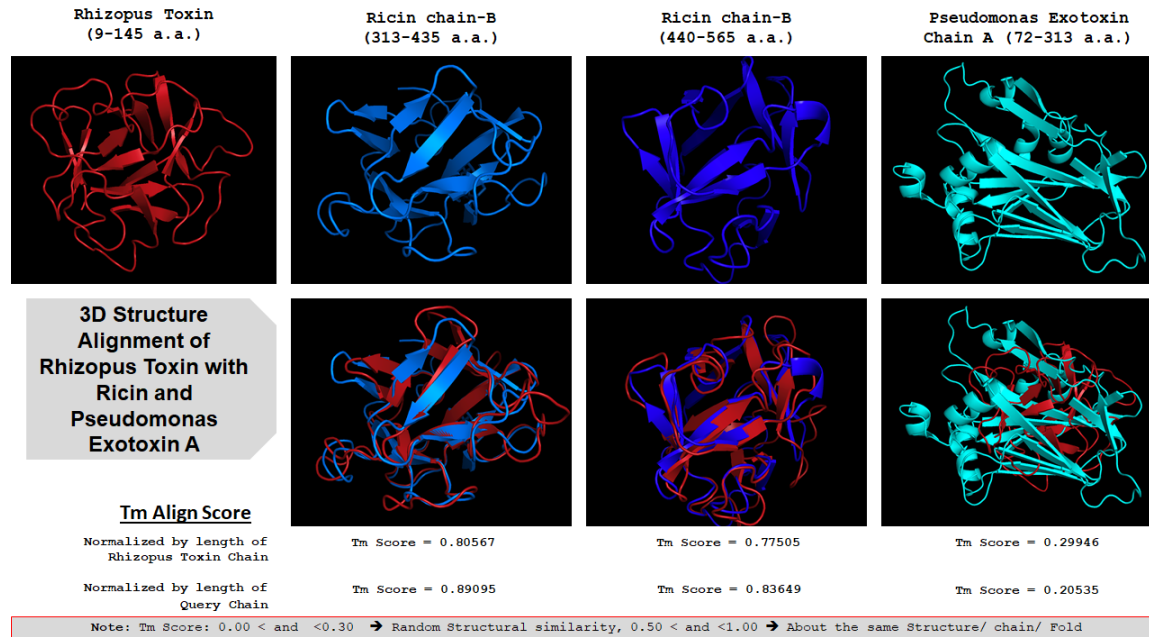 Rhizopus Toxin
(9-145 a.a.)
Ricin chain-B
(313-435 a.a.)
Ricin chain-B
(440-565 a.a.)
Pseudomonas Exotoxin
Chain A (72-313 a.a.)
3D Structure
Alignment of
Rhizopus Toxin with
Ricin and
Pseudomonas
Exotoxin A
Tm Align Score
Normalized by length of
Rhizopus Toxin Chain
Tm Score = 0.80567
Tm Score = 0.77505
Tm Score = 0.29946
Normalized by length of
Query Chain
Tm Score = 0.89095
Tm Score = 0.83649
Tm Score = 0.20535
Note: Tm Score: 0.00 < and <0.30 ➔ Random Structural similarity, 0.50 < and <1.00 ➔ About the same Structure/ chain/ Fold